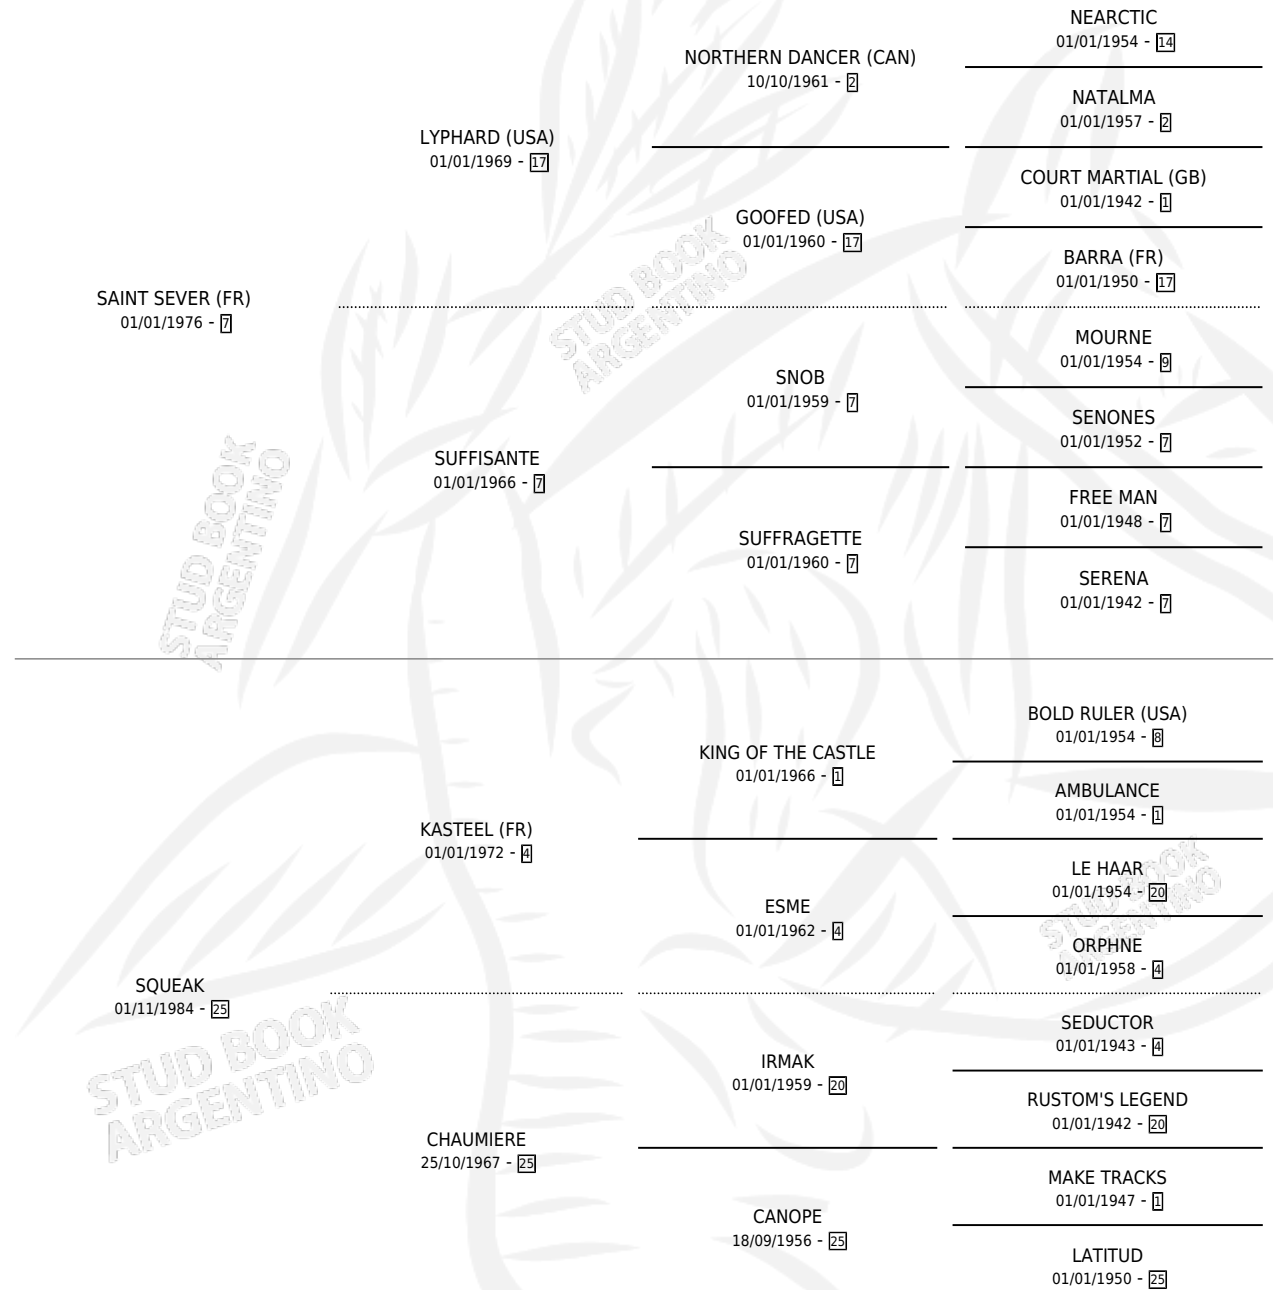 NEARCTIC
01/01/1954 - 14
NORTHERN DANCER (CAN)
10/10/1961 - 2
NATALMA
01/01/1957 - 2
LYPHARD (USA)
01/01/1969 - 17
COURT MARTIAL (GB)
01/01/1942 - 1
GOOFED (USA)
01/01/1960 - 17
BARRA (FR)
01/01/1950 - 17
SAINT SEVER (FR)
01/01/1976 - 7
MOURNE
01/01/1954 - 9
SNOB
01/01/1959 - 7
SENONES
01/01/1952 - 7
SUFFISANTE
01/01/1966 - 7
FREE MAN
01/01/1948 - 7
SUFFRAGETTE
01/01/1960 - 7
SERENA
01/01/1942 - 7
BOLD RULER (USA)
01/01/1954 - 8
KING OF THE CASTLE
01/01/1966 - 1
AMBULANCE
01/01/1954 - 1
KASTEEL (FR)
01/01/1972 - 4
LE HAAR
01/01/1954 - 20
ESME
01/01/1962 - 4
ORPHNE
01/01/1958 - 4
SQUEAK
01/11/1984 - 25
SEDUCTOR
01/01/1943 - 4
IRMAK
01/01/1959 - 20
RUSTOM'S LEGEND
01/01/1942 - 20
CHAUMIERE
25/10/1967 - 25
MAKE TRACKS
01/01/1947 - 1
CANOPE
18/09/1956 - 25
LATITUD
01/01/1950 - 25
STUD BOOK
ARGENTINO
STUD BOOK
ARGENTINO
STUD BOOK
ARGENTINO
STUD BOOK
ARGENTINO